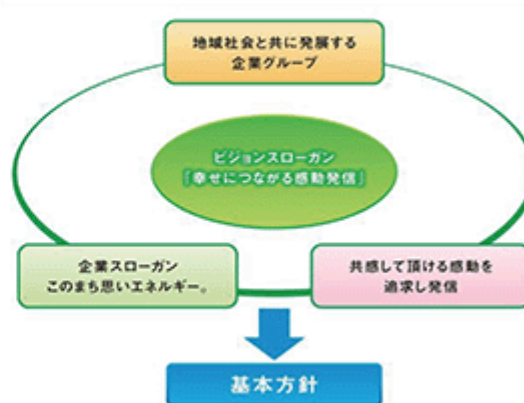 地域社会と共に発展する
企業グループ
ビジョンスローガン
「幸せにつながる感動発信」
企業スローガン
このまち思いエネルギー。
共感して頂ける感動を
追求し発信
基本方針